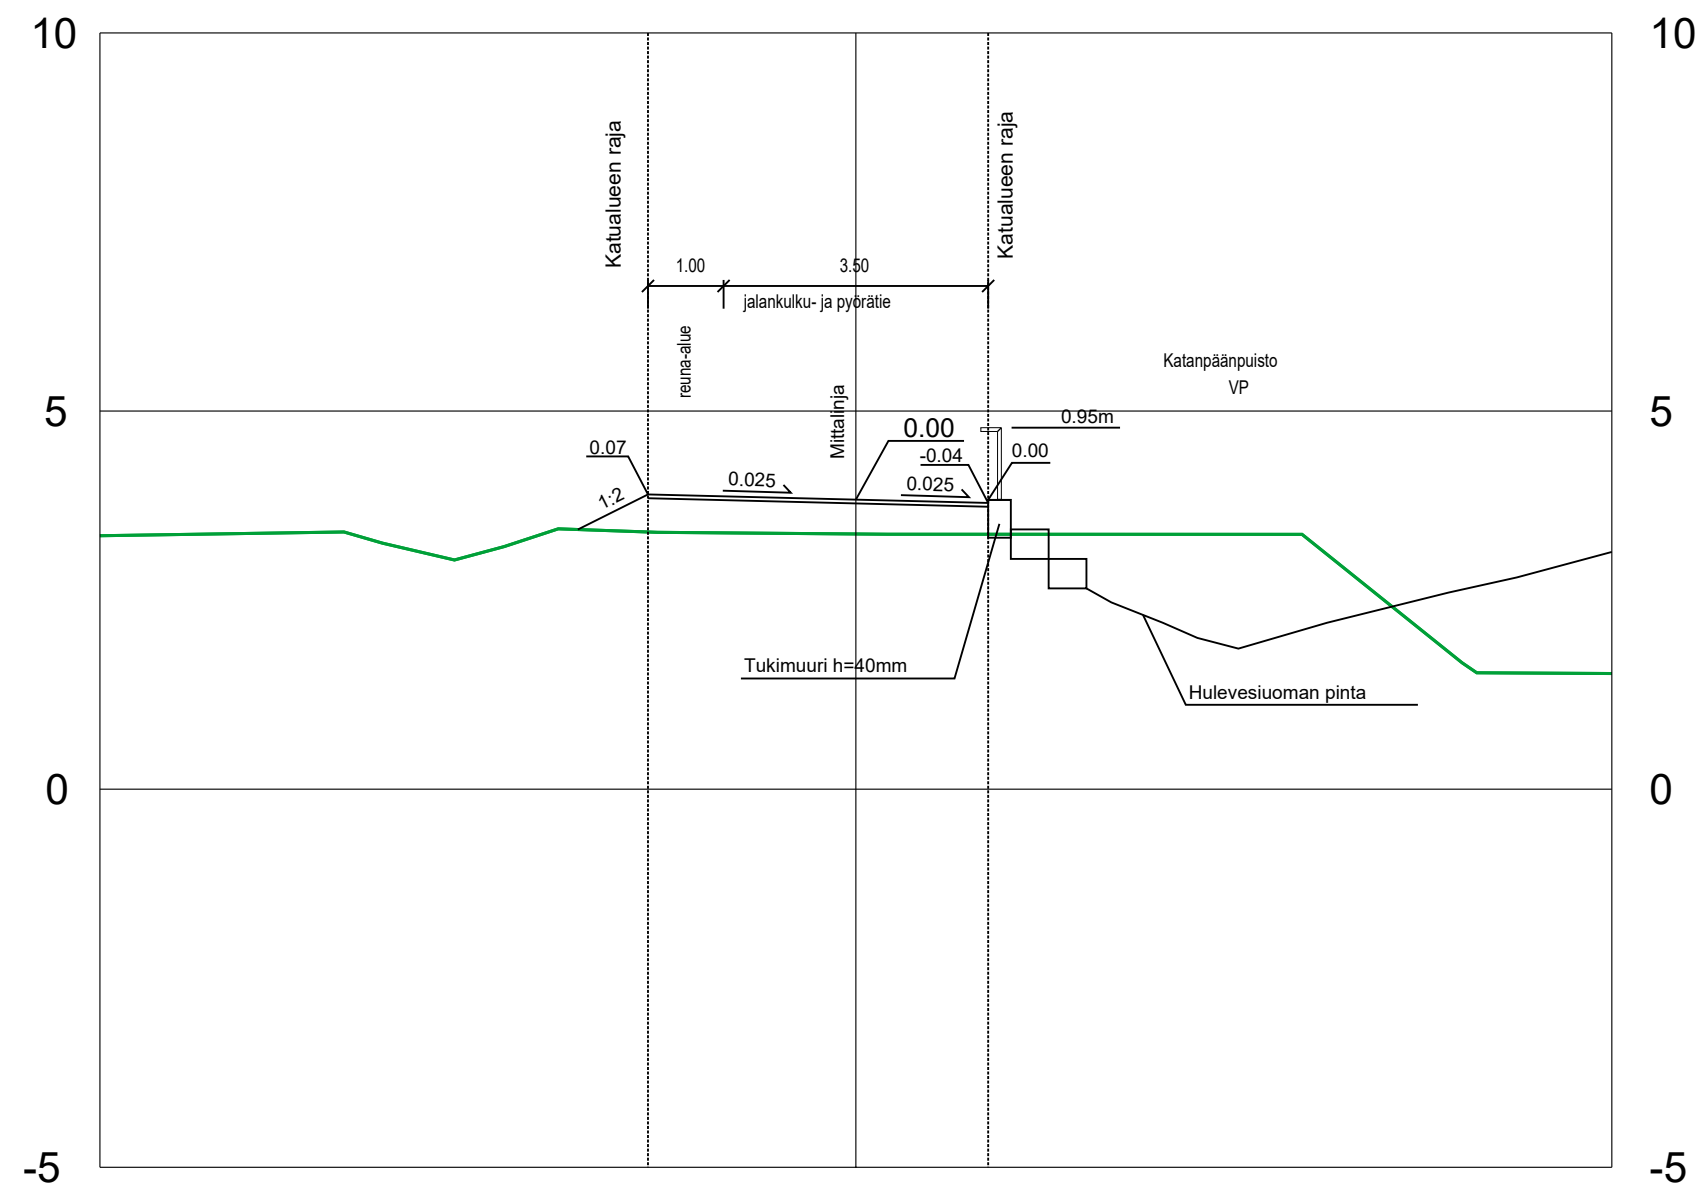 10
10
Katualueen raja
Katualueen raja
1.00
3.50
jalankulku- ja pyörätie
reuna-alue
Mittalinja
Katanpäänpuisto
VP
5
5
0.95m
0.00
0.07
-0.04
0.00
1:2
0.025
0.025
Tukimuuri h=40mm
Hulevesiuoman pinta
0
0
-5
-5